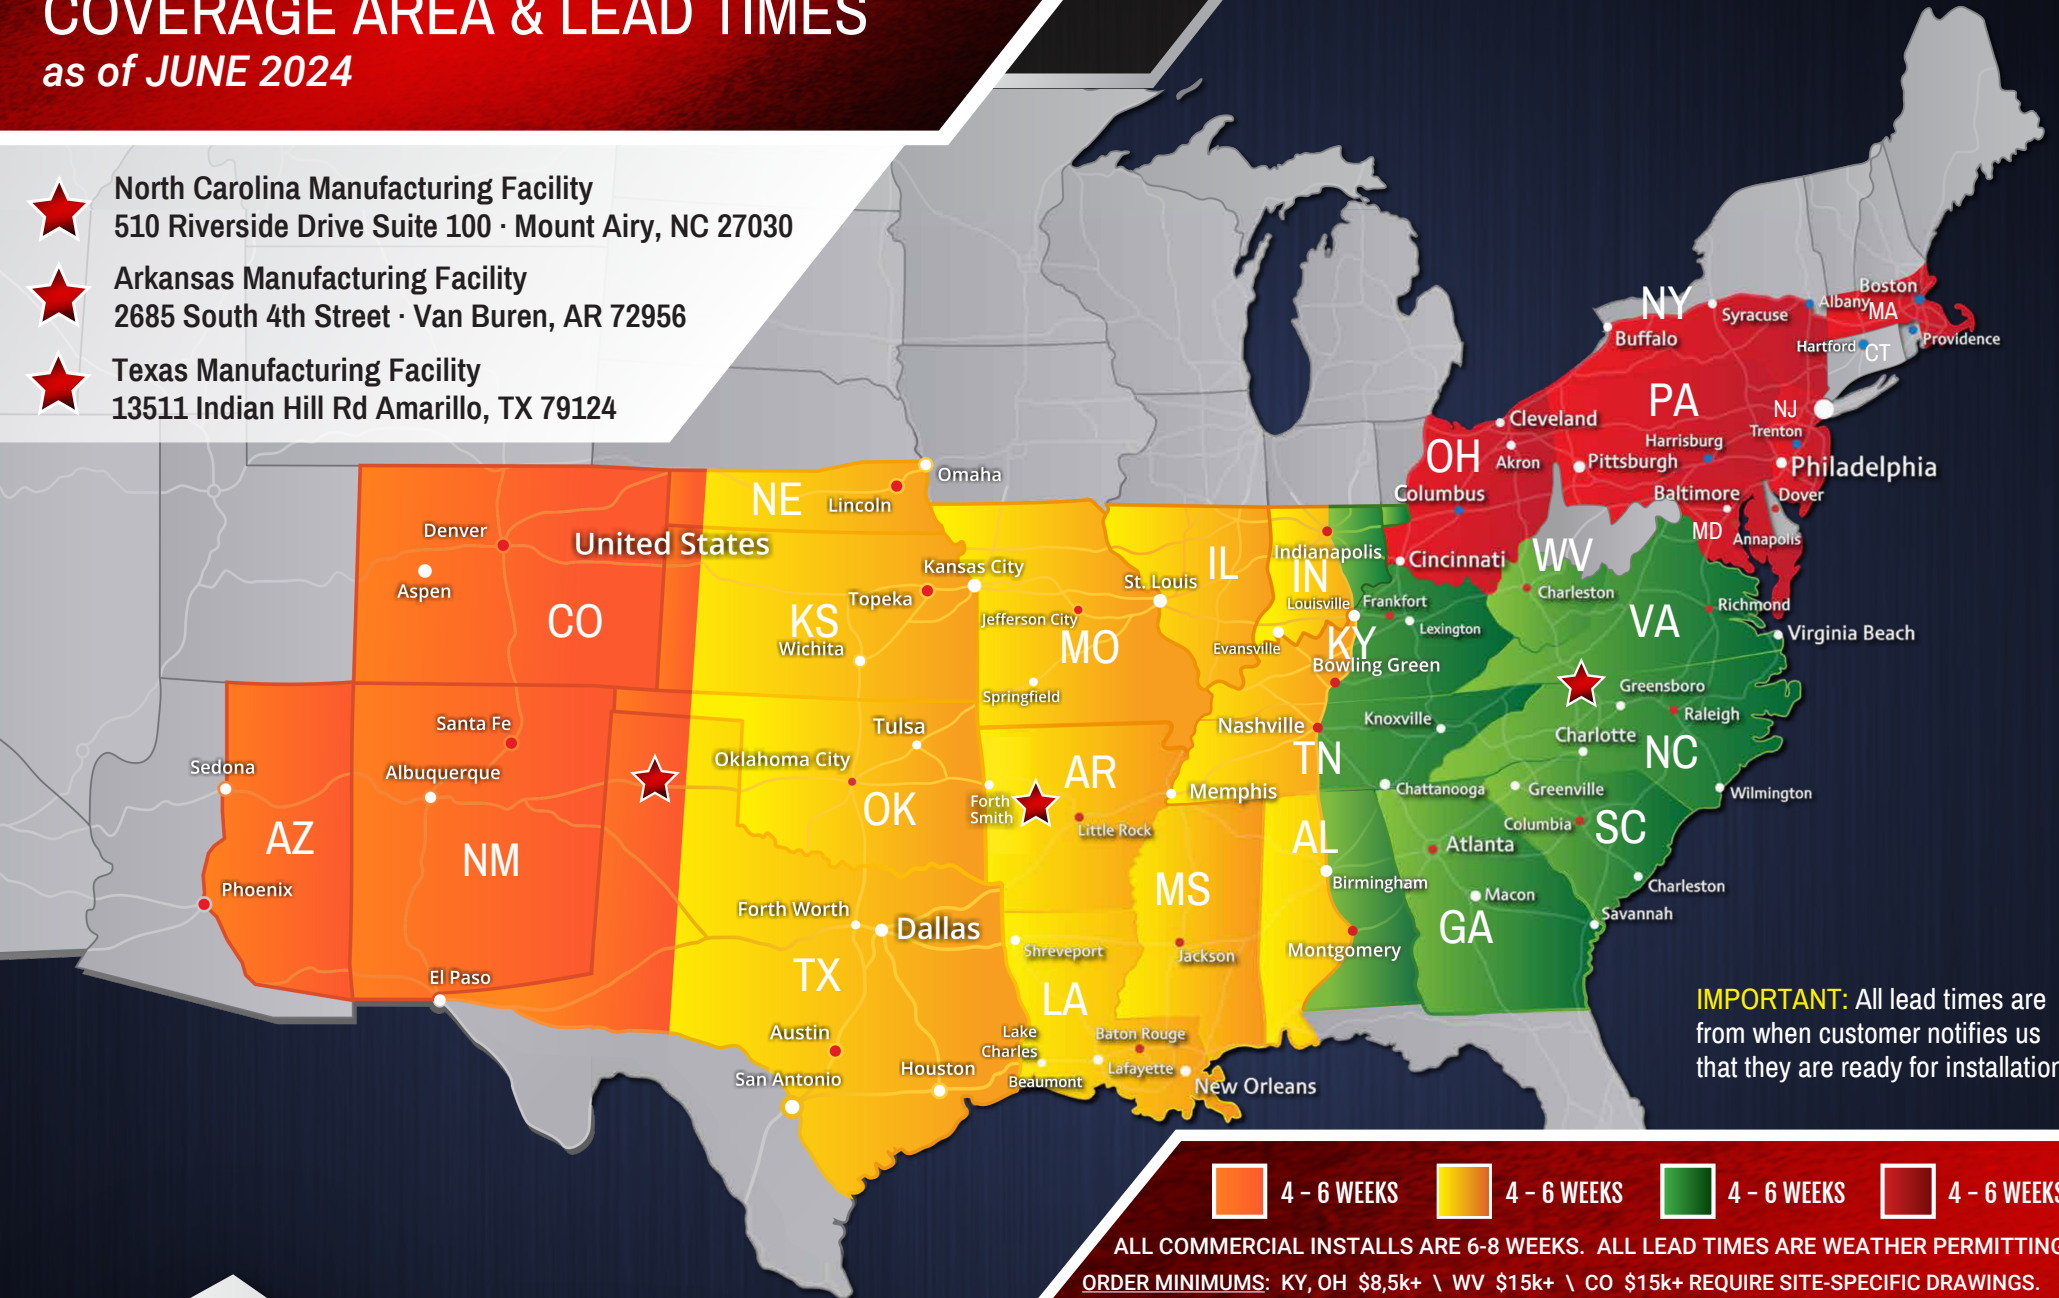 COVERAGE AREA & LEAD TIMES
as of JUNE 2024
North Carolina Manufacturing Facility
510 Riverside Drive Suite 100 · Mount Airy, NC 27030
Arkansas Manufacturing Facility
2685 South 4th Street · Van Buren, AR 72956
Texas Manufacturing Facility
13511 Indian Hill Rd Amarillo, TX 79124
NY
Syracuse
Buffalo
Albany
Boston
MA
Providence
Hartford
CT
PA
NJ
Trenton
Harrisburg
Pittsburgh
Philadelphia
Cleveland
Akron
OH
Columbus
Cincinnati
Baltimore
Dover
MD
Annapolis
WV
Charleston
VA
Richmond
Virginia Beach
Omaha
NE
Lincoln
Denver
Aspen
CO
United States
KS
Topeka
Wichita
Kansas City
Jefferson City
MO
St. Louis
Springfield
IL
Indianapolis
IN
Louisville
Evansville
Frankfort
Lexington
KY
Bowling Green
Nashville
TN
Knoxville
Memphis
Chattanooga
Greensboro
Raleigh
Charlotte
NC
Wilmington
Greenville
Columbia
SC
Charleston
Savannah
Atlanta
Macon
GA
AL
Birmingham
Montgomery
MS
Jackson
AR
Forth
Smith
Little Rock
Tulsa
Oklahoma City
OK
Santa Fe
Albuquerque
NM
Sedona
AZ
Phoenix
El Paso
Forth Worth
Dallas
TX
Austin
San Antonio
Houston
Shreveport
LA
Lake
Charles
Beaumont
Baton Rouge
Lafayette
New Orleans
IMPORTANT: All lead times are
from when customer notifies us
that they are ready for installation
4 – 6 WEEKS
4 – 6 WEEKS
4 – 6 WEEKS
4 – 6 WEEKS
ALL COMMERCIAL INSTALLS ARE 6-8 WEEKS. ALL LEAD TIMES ARE WEATHER PERMITTING
ORDER MINIMUMS: KY, OH $8,5k+ \ WV $15k+ \ CO $15k+ REQUIRE SITE-SPECIFIC DRAWINGS.